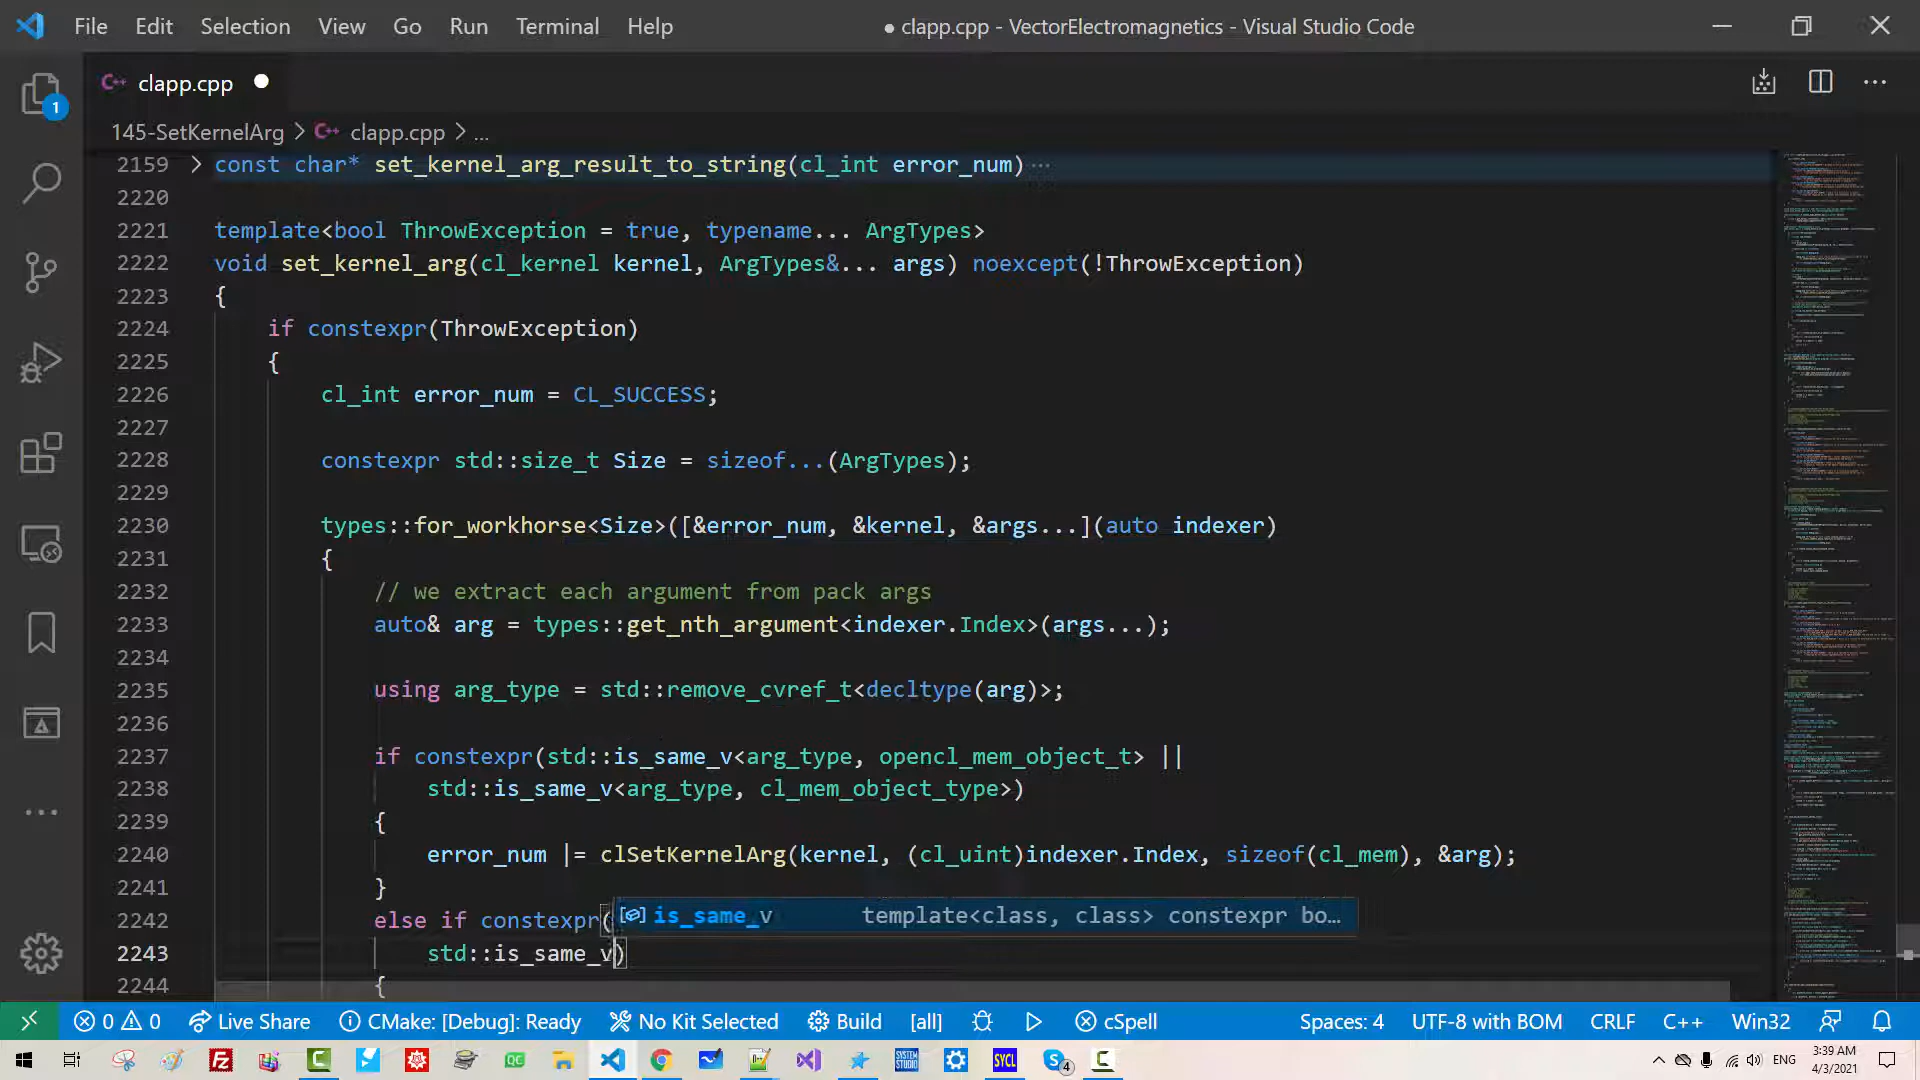 File Edit Selection View Go Run Terminal Help
● clapp.cpp - VectorElectromagnetics - Visual Studio Code
C++ clapp.cpp
145-SetKernelArg > C++ clapp.cpp > ...
2159 > const char* set_kernel_arg_result_to_string(cl_int error_num)···
2220
2221 template<bool ThrowException = true, typename... ArgTypes>
2222 void set_kernel_arg(cl_kernel kernel, ArgTypes&... args) noexcept(!ThrowException)
2223 {
2224 if constexpr(ThrowException)
2225 {
2226 cl_int error_num = CL_SUCCESS;
2227
2228 constexpr std::size_t Size = sizeof...(ArgTypes);
2229
2230 types::for_workhorse<Size>([&error_num, &kernel, &args...](auto indexer)
2231 {
2232 // we extract each argument from pack args
2233 auto& arg = types::get_nth_argument<indexer.Index>(args...);
2234
2235 using arg_type = std::remove_cvref_t<decltype(arg)>;
2236
2237 if constexpr(std::is_same_v<arg_type, opencl_mem_object_t> ||
2238 std::is_same_v<arg_type, cl_mem_object_type>)
2239 {
2240 error_num |= clSetKernelArg(kernel, (cl_uint)indexer.Index, sizeof(cl_mem), &arg);
2241 }
2242 else if constexpr(
is_same_v template<class, class> constexpr bo...
2243 std::is_same_v)
2244 {
1
0 0 Live Share CMake: [Debug]: Ready No Kit Selected Build [all] cSpell Spaces: 4 UTF-8 with BOM CRLF C++ Win32
QC SYSTEM STUDIO SYCL 4 ENG
3:39 AM
4/3/2021